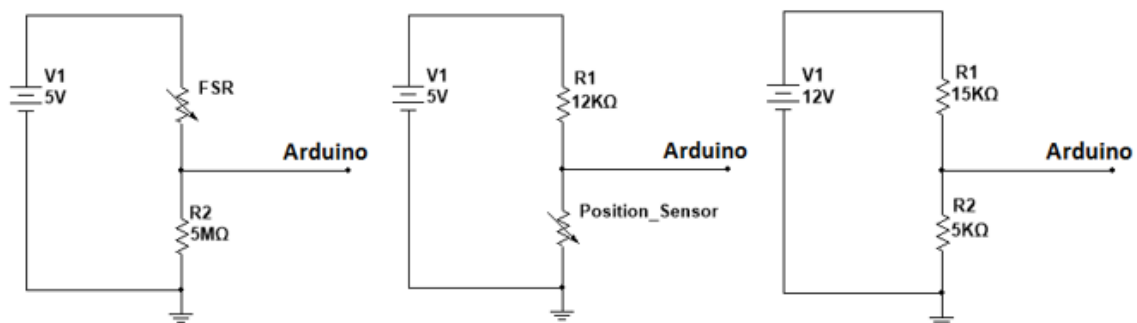 V1
5V
FSR
Arduino
R2
5MΩ
V1
5V
R1
12KΩ
Arduino
Position_Sensor
V1
12V
R1
15KΩ
Arduino
R2
5KΩ